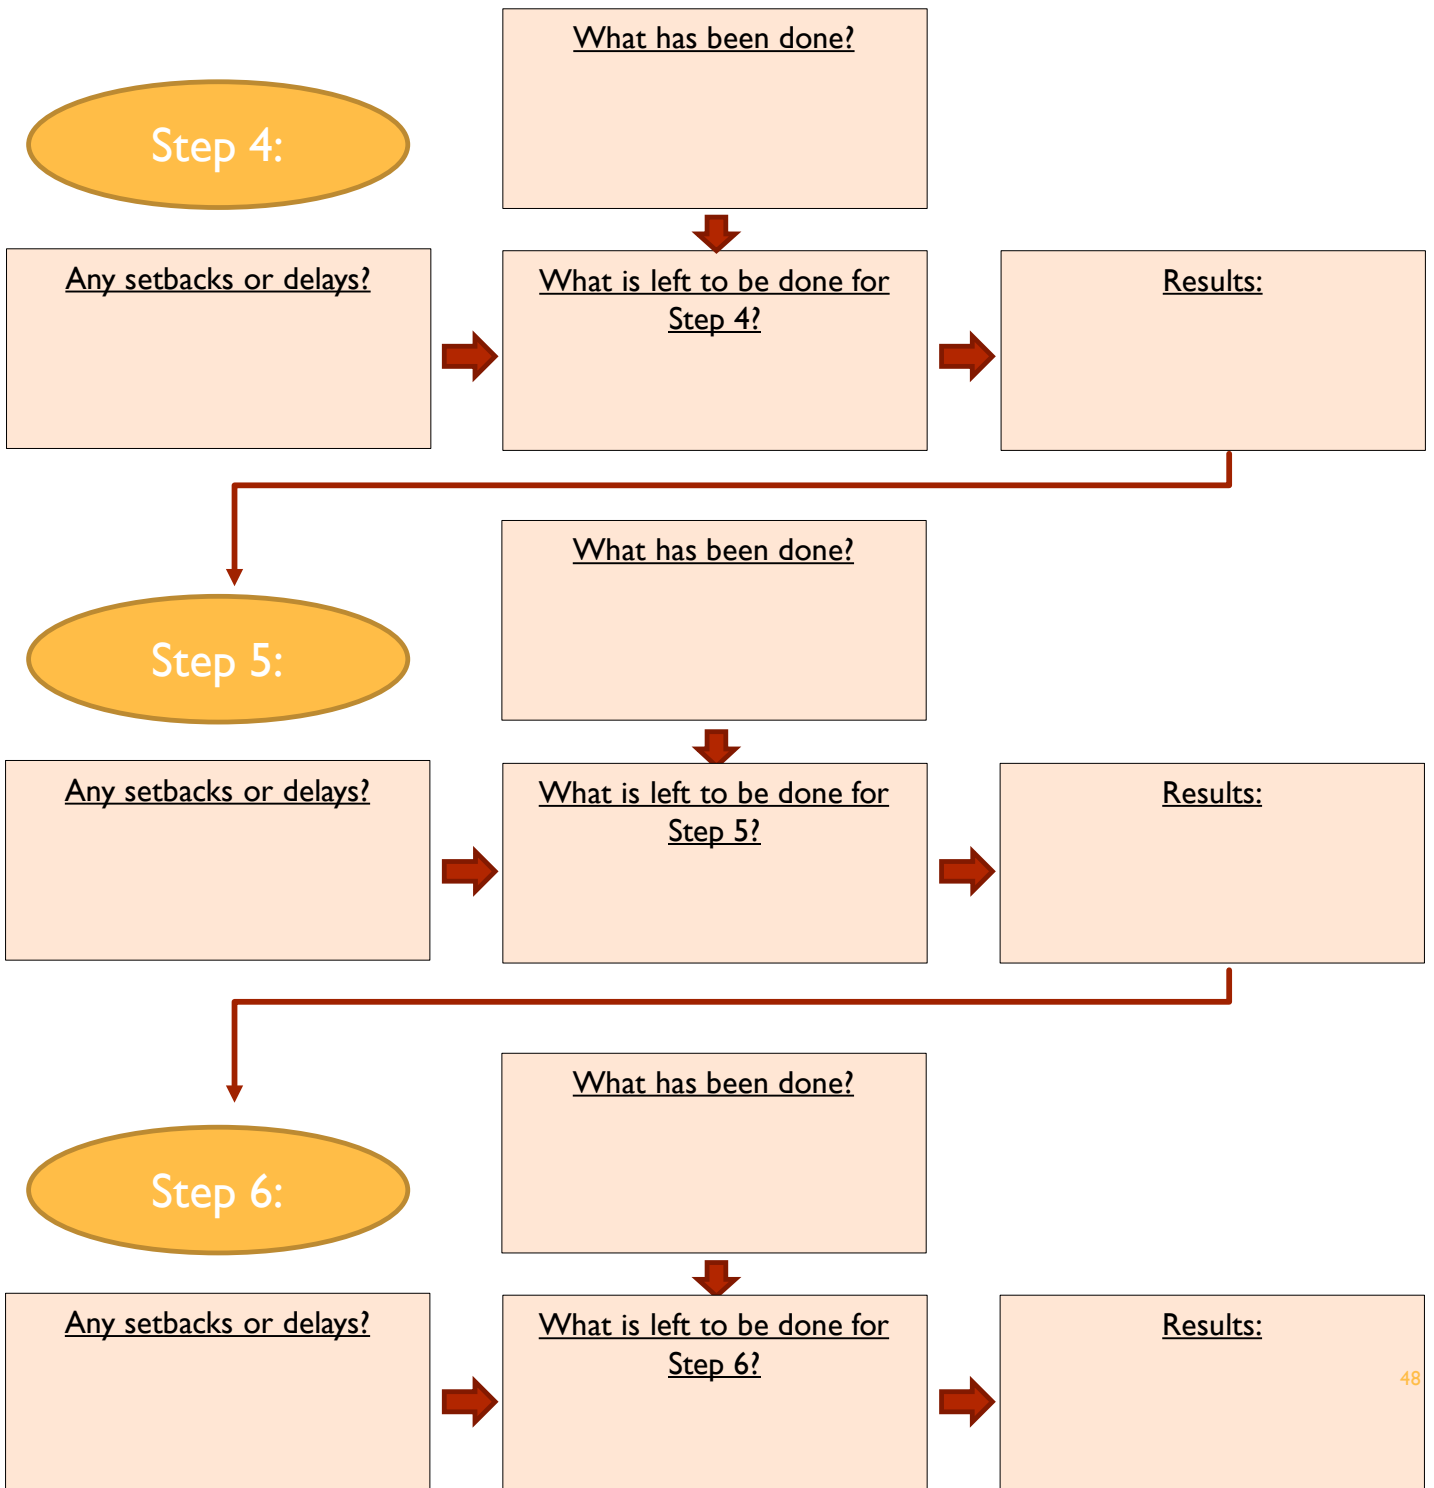 What has been done?
Step 4:
Any setbacks or delays?
What is left to be done for
Step 4?
Results:
What has been done?
Step 5:
Any setbacks or delays?
What is left to be done for
Step 5?
Results:
What has been done?
Step 6:
Any setbacks or delays?
What is left to be done for
Step 6?
Results:
48